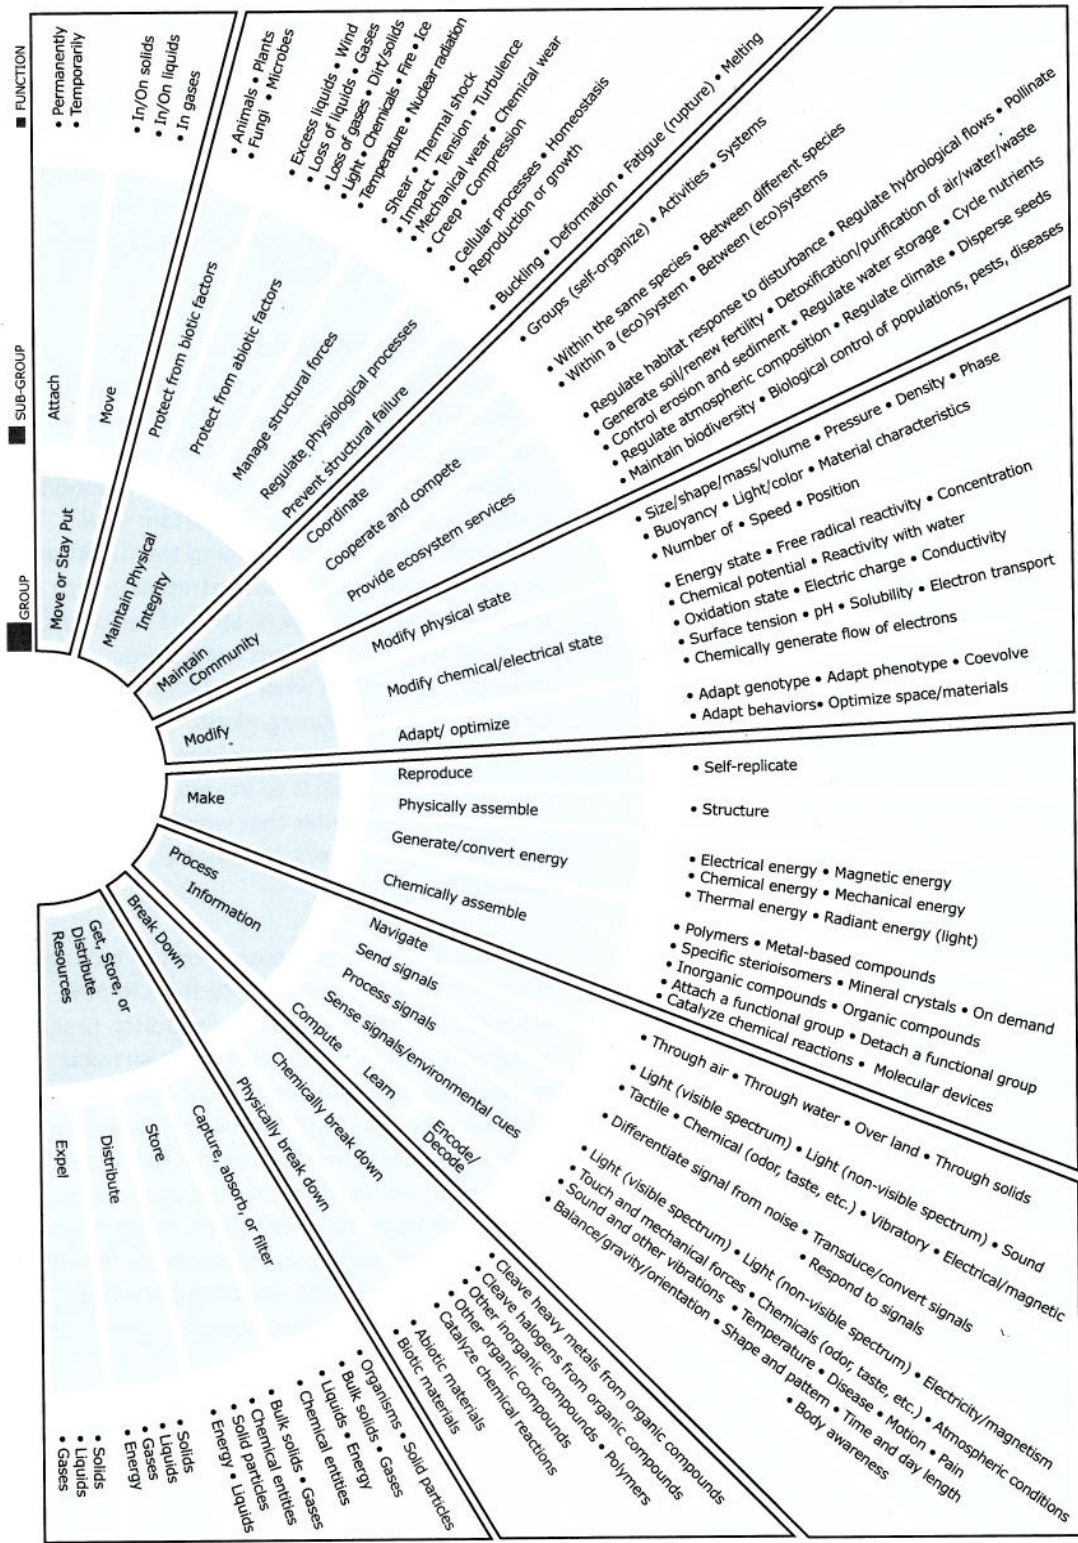 GROUP
SUB-GROUP
FUNCTION
Move or Stay Put
Attach
• Permanently
• Temporarily
Move
• In/On solids
• In/On liquids
• In gases
Maintain Physical
Integrity
Protect from biotic factors
• Animals • Plants
• Fungi • Microbes
Protect from abiotic factors
• Excess liquids • Wind
• Loss of liquids • Gases
• Loss of gases • Dirt/solids
• Light • Chemicals • Fire • Ice
• Temperature • Nuclear radiation
Manage structural forces
• Shear • Thermal shock
• Impact • Tension • Turbulence
• Mechanical wear • Chemical wear
• Creep • Compression
Regulate physiological processes
• Cellular processes • Homeostasis
• Reproduction or growth
Prevent structural failure
• Buckling • Deformation • Fatigue (rupture) • Melting
Maintain
Community
Coordinate
• Groups (self-organize) • Activities • Systems
Cooperate and compete
• Within the same species • Between different species
• Within a (eco)system • Between (eco)systems
Provide ecosystem services
• Regulate habitat response to disturbance • Regulate hydrological flows • Pollinate
• Generate soil/renew fertility • Detoxification/purification of air/water/waste
• Control erosion and sediment • Regulate water storage • Cycle nutrients
• Regulate atmospheric composition • Regulate climate • Disperse seeds
• Maintain biodiversity • Biological control of populations, pests, diseases
Modify
Modify physical state
• Size/shape/mass/volume • Pressure • Density • Phase
• Buoyancy • Light/color • Material characteristics
• Number of • Speed • Position
Modify chemical/electrical state
• Energy state • Free radical reactivity • Concentration
• Chemical potential • Reactivity with water
• Oxidation state • Electric charge • Conductivity
• Surface tension • pH • Solubility • Electron transport
• Chemically generate flow of electrons
Adapt/ optimize
• Adapt genotype • Adapt phenotype • Coevolve
• Adapt behaviors• Optimize space/materials
Make
Reproduce
• Self-replicate
Physically assemble
• Structure
Generate/convert energy
• Electrical energy • Magnetic energy
• Chemical energy • Mechanical energy
• Thermal energy • Radiant energy (light)
Chemically assemble
• Polymers • Metal-based compounds
• Specific sterioisomers • Mineral crystals • On demand
• Inorganic compounds • Organic compounds
• Attach a functional group • Detach a functional group
• Catalyze chemical reactions • Molecular devices
Process
Information
Navigate
• Through air • Through water • Over land • Through solids
Send signals
• Light (visible spectrum) • Light (non-visible spectrum) • Sound
• Tactile • Chemical (odor, taste, etc.) • Vibratory • Electrical/magnetic
Process signals
• Differentiate signal from noise • Transduce/convert signals
• Respond to signals
Sense signals/environmental cues
• Light (visible spectrum) • Light (non-visible spectrum) • Electricity/magnetism
• Touch and mechanical forces • Chemicals (odor, taste, etc.) • Atmospheric conditions
• Sound and other vibrations • Temperature • Disease • Motion • Pain
• Balance/gravity/orientation • Shape and pattern • Time and day length
• Body awareness
Compute
Learn
Encode/
Decode
Break Down
Chemically break down
• Cleave heavy metals from organic compounds
• Cleave halogens from organic compounds
• Other inorganic compounds • Polymers
• Other organic compounds
• Catalyze chemical reactions
Physically break down
• Abiotic materials
• Biotic materials
Get, Store, or
Distribute
Resources
Capture, absorb, or filter
• Organisms • Solid particles
• Bulk solids • Gases
• Liquids • Energy
• Chemical entities
Store
• Bulk solids • Gases
• Chemical entities
• Solid particles
• Energy • Liquids
Distribute
• Solids
• Liquids
• Gases
• Energy
Expel
• Solids
• Liquids
• Gases